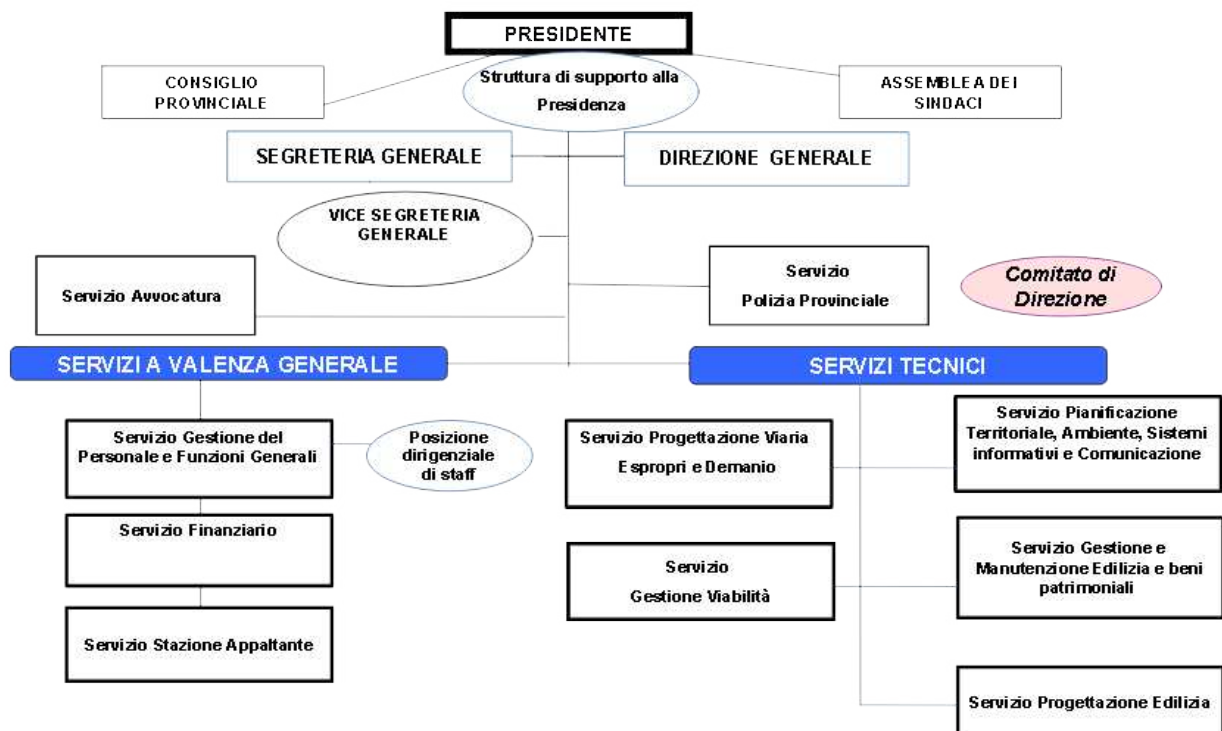 PRESIDENTE
CONSIGLIO
PROVINCIALE
Struttura di supporto alla
Presidenza
ASSEMBLEA DEI
SINDACI
SEGRETERIA GENERALE
DIREZIONE GENERALE
VICE SEGRETERIA
GENERALE
Servizio Avvocatura
Servizio
Polizia Provinciale
Comitato di
Direzione
SERVIZI A VALENZA GENERALE
SERVIZI TECNICI
Servizio Gestione del
Personale e Funzioni Generali
Posizione
dirigenziale
di staff
Servizio Finanziario
Servizio Stazione Appaltante
Servizio Progettazione Viaria
Espropri e Demanio
Servizio Pianificazione
Territoriale, Ambiente, Sistemi
informativi e Comunicazione
Servizio
Gestione Viabilità
Servizio Gestione e
Manutenzione Edilizia e beni
patrimoniali
Servizio Progettazione Edilizia